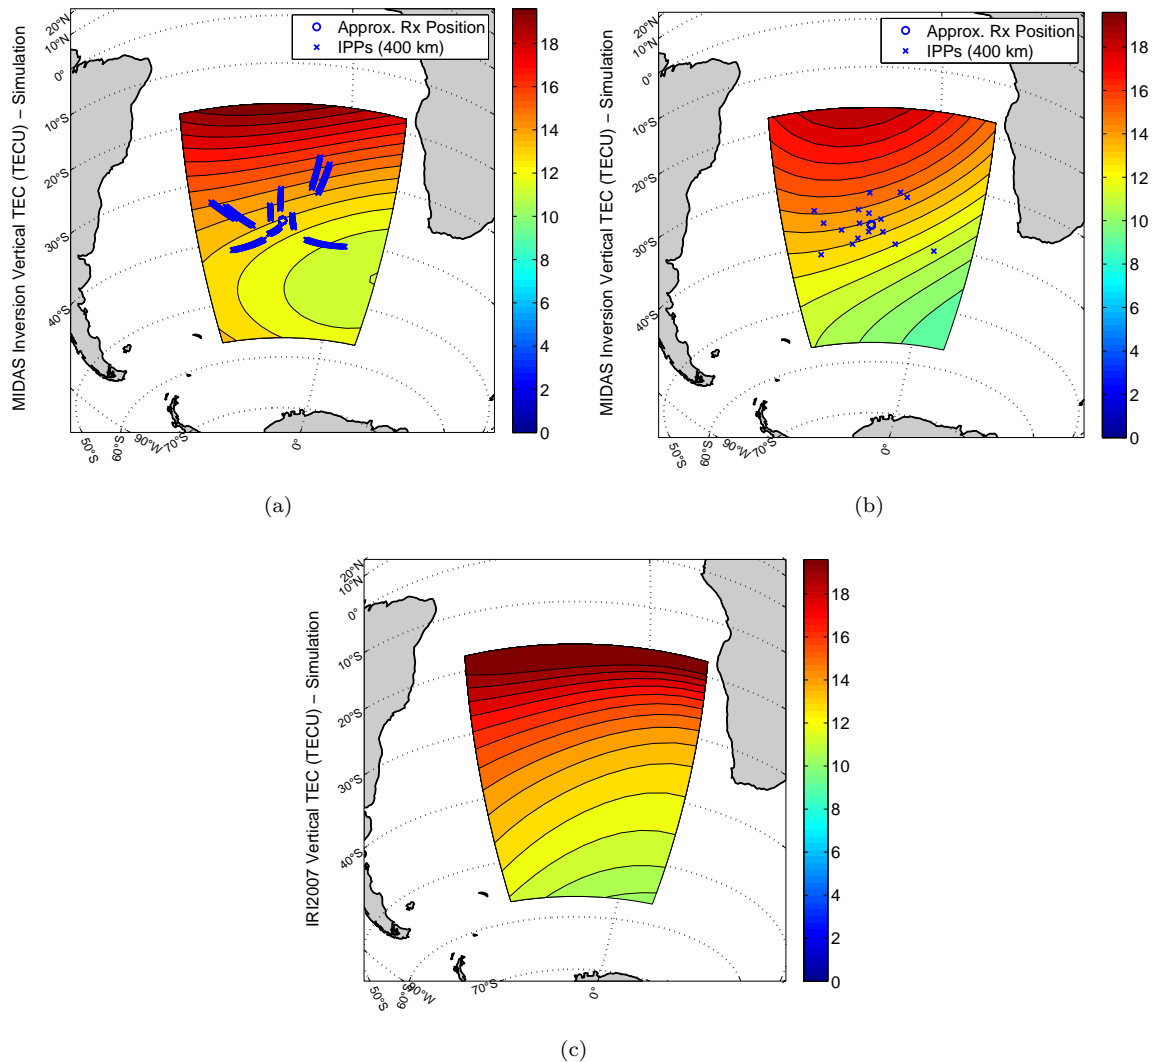 MIDAS Inversion Vertical TEC (TECU) – Simulation
20°N
10°N
0°
10°S
20°S
30°S
40°S
50°S
60°S
90°W
70°S
0°
Approx. Rx Position
IPPs (400 km)
18
16
14
12
10
8
6
4
2
0
(a)
MIDAS Inversion Vertical TEC (TECU) – Simulation
20°N
10°N
0°
10°S
20°S
30°S
40°S
50°S
60°S
90°W
70°S
0°
Approx. Rx Position
IPPs (400 km)
18
16
14
12
10
8
6
4
2
0
(b)
IRI2007 Vertical TEC (TECU) – Simulation
20°N
10°N
0°
10°S
20°S
30°S
40°S
50°S
60°S
90°W
70°S
0°
18
16
14
12
10
8
6
4
2
0
(c)